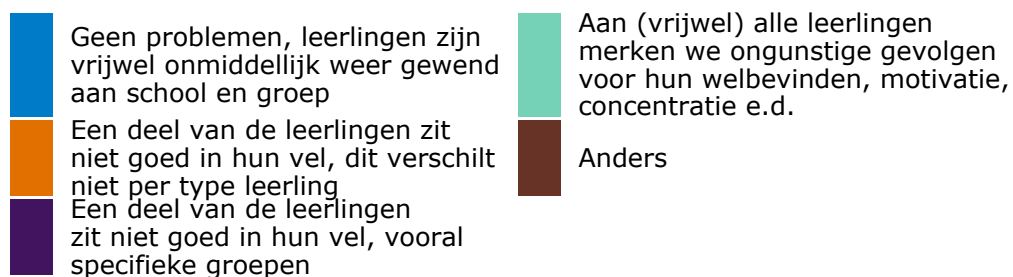 Geen problemen, leerlingen zijn
vrijwel onmiddellijk weer gewend
aan school en groep
Een deel van de leerlingen zit
niet goed in hun vel, dit verschilt
niet per type leerling
Een deel van de leerlingen
zit niet goed in hun vel, vooral
specifieke groepen
Aan (vrijwel) alle leerlingen
merken we ongunstige gevolgen
voor hun welbevinden, motivatie,
concentratie e.d.
Anders